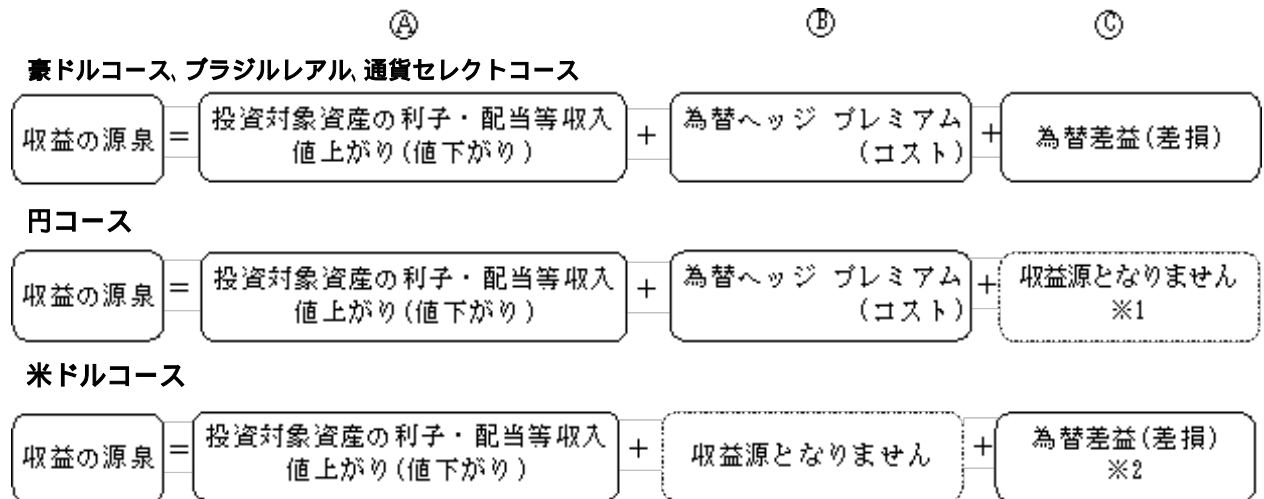 Ⓐ Ⓑ Ⓒ
豪ドルコース、ブラジルレアル、通貨セレクトコース
収益の源泉 = 投資対象資産の利子・配当等収入 + 為替ヘッジ プレミアム + 為替差益(差損)
値上がり(値下がり) (コスト)
円コース
収益の源泉 = 投資対象資産の利子・配当等収入 + 為替ヘッジ プレミアム + 収益源となりません
値上がり(値下がり) (コスト) ※1
米ドルコース
収益の源泉 = 投資対象資産の利子・配当等収入 + 収益源となりません + 為替差益(差損)
値上がり(値下がり) ※2